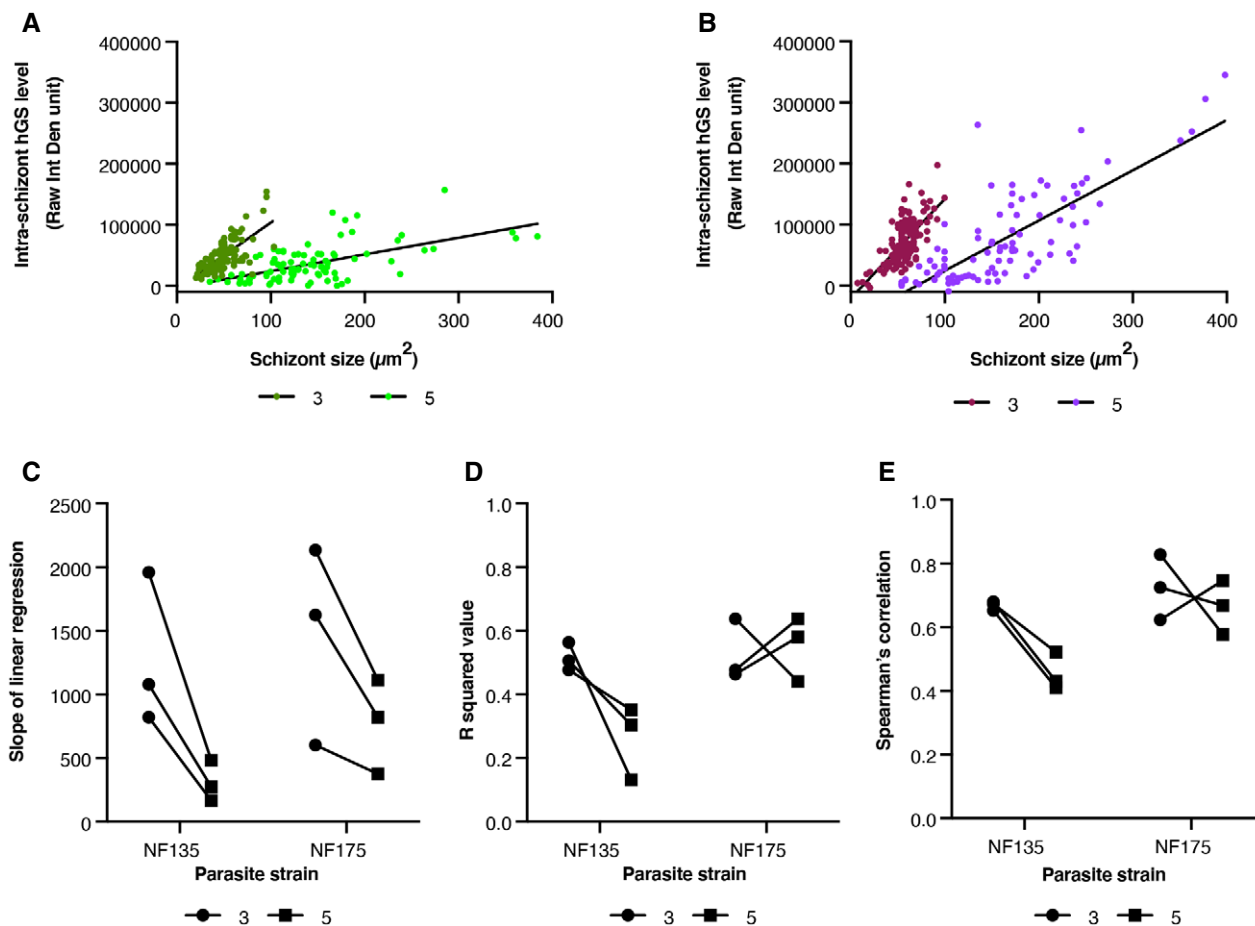 A
Intra-schizont hGS level
(Raw Int Den unit)
400000
300000
200000
100000
0
0 100 200 300 400
Schizont size (µm²)
3 5
B
Intra-schizont hGS level
(Raw Int Den unit)
400000
300000
200000
100000
0
0 100 200 300 400
Schizont size (µm²)
3 5
C
Slope of linear regression
2500
2000
1500
1000
500
0
NF135 NF175
Parasite strain
3 5
D
R squared value
1.0
0.8
0.6
0.4
0.2
0.0
NF135 NF175
Parasite strain
3 5
E
Spearman's correlation
1.0
0.8
0.6
0.4
0.2
0.0
NF135 NF175
Parasite strain
3 5